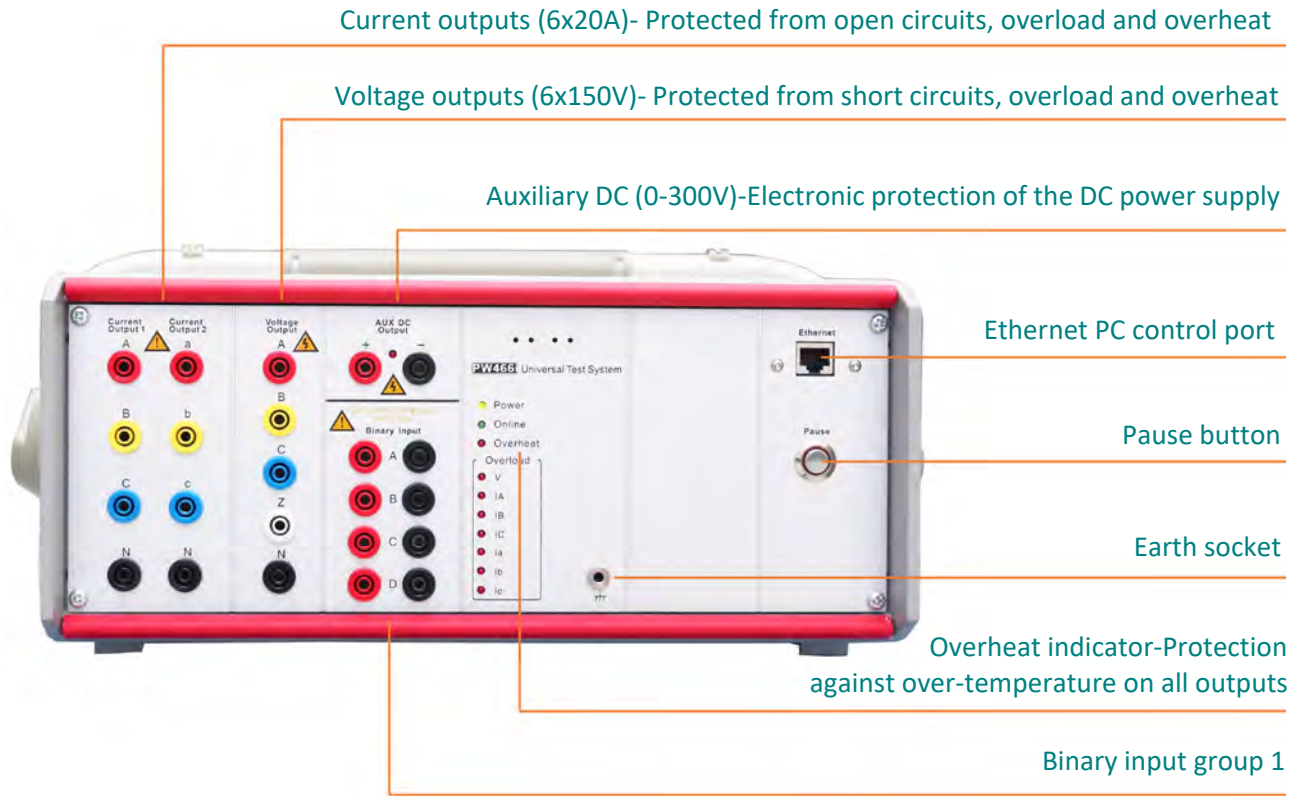 Current outputs (6x20A)- Protected from open circuits, overload and overheat
Voltage outputs (6x150V)- Protected from short circuits, overload and overheat
Auxiliary DC (0-300V)-Electronic protection of the DC power supply
Ethernet PC control port
Pause button
Earth socket
Overheat indicator-Protection
against over-temperature on all outputs
Binary input group 1
Current
Output 1
Current
Output 2
A
a
B
b
C
c
N
N
Voltage
Output
A
B
C
Z
N
AUX DC
Output
+
-
Binary Input
A
B
C
D
PW466 Universal Test System
Power
Online
Overheat
Overload
V
IA
IB
IC
Ia
Ib
Ic
Ethernet
Pause